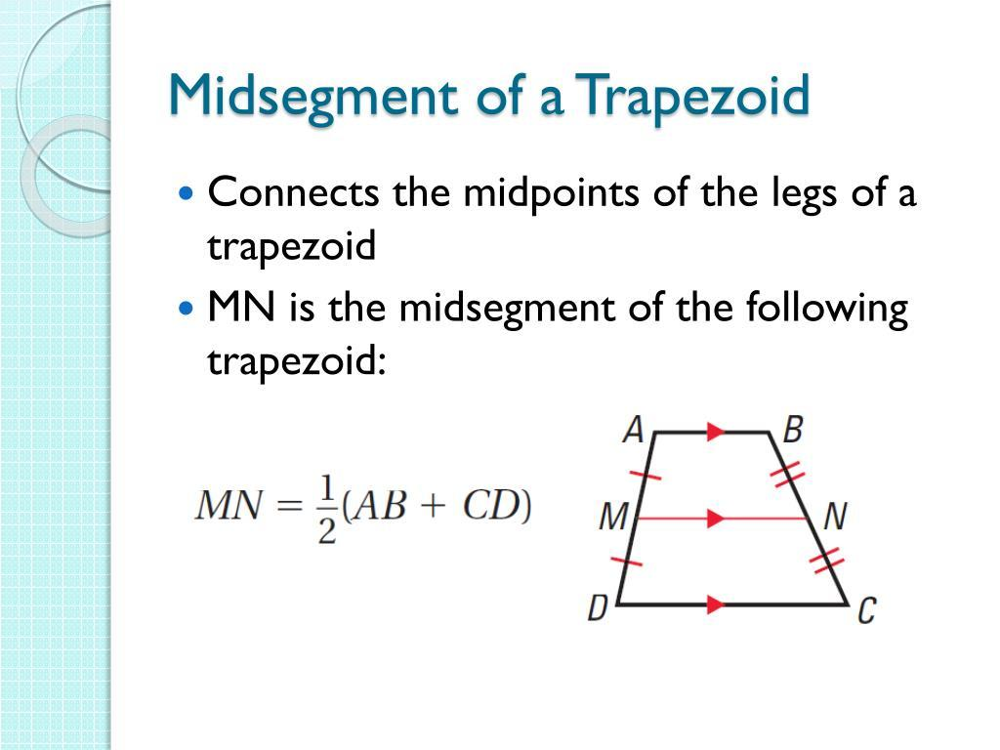 Midsegment of a Trapezoid
• Connects the midpoints of the legs of a
trapezoid
• MN is the midsegment of the following
trapezoid:
A B
MN = 1/2(AB + CD)
M N
D C